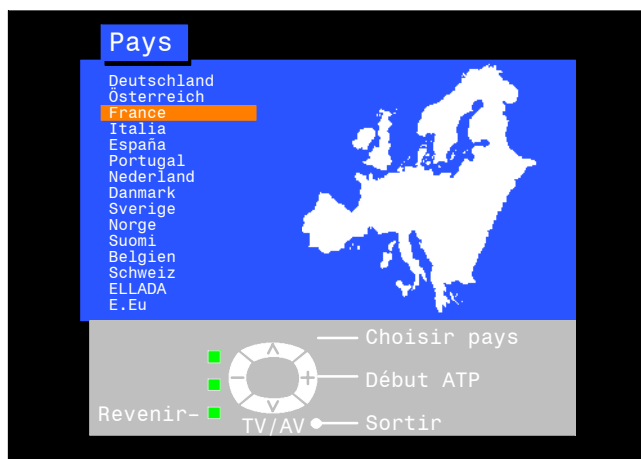 Pays
Deutschland
Österreich
France
Italia
España
Portugal
Nederland
Danmark
Sverige
Norge
Suomi
Belgien
Schweiz
ELLADA
E.Eu
Choisir pays
Début ATP
Revenir
TV/AV
Sortir